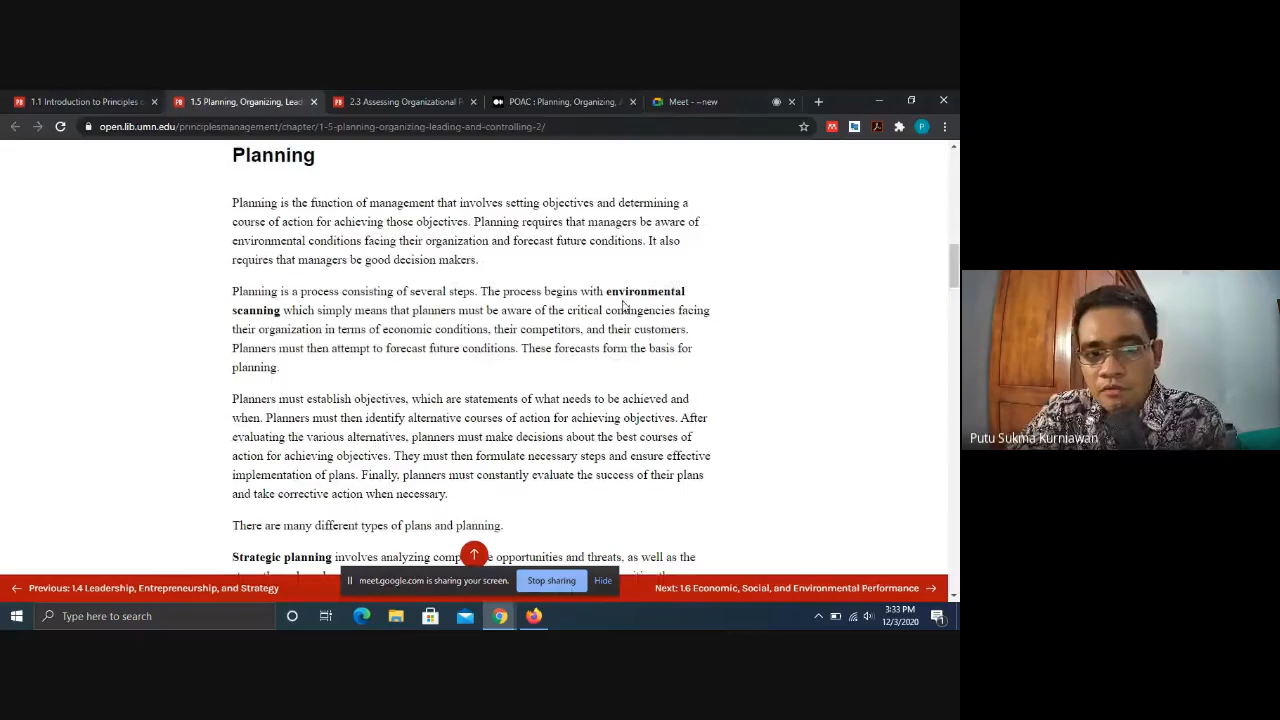 1.1 Introduction to Principles o
1.5 Planning, Organizing, Lead
2.3 Assessing Organizational P
POAC : Planning, Organizing, A
Meet - ~new
open.lib.umn.edu/principlesmanagement/chapter/1-5-planning-organizing-leading-and-controlling-2/
P
Planning
Planning is the function of management that involves setting objectives and determining a
course of action for achieving those objectives. Planning requires that managers be aware of
environmental conditions facing their organization and forecast future conditions. It also
requires that managers be good decision makers.
Planning is a process consisting of several steps. The process begins with environmental
scanning which simply means that planners must be aware of the critical contingencies facing
their organization in terms of economic conditions, their competitors, and their customers.
Planners must then attempt to forecast future conditions. These forecasts form the basis for
planning.
Planners must establish objectives, which are statements of what needs to be achieved and
when. Planners must then identify alternative courses of action for achieving objectives. After
evaluating the various alternatives, planners must make decisions about the best courses of
action for achieving objectives. They must then formulate necessary steps and ensure effective
implementation of plans. Finally, planners must constantly evaluate the success of their plans
and take corrective action when necessary.
There are many different types of plans and planning.
Strategic planning involves analyzing comp e opportunities and threats, as well as the
meet.google.com is sharing your screen.
Stop sharing
Hide
Previous: 1.4 Leadership, Entrepreneurship, and Strategy
Next: 1.6 Economic, Social, and Environmental Performance
Type here to search
3:33 PM
12/3/2020
Putu Sukma Kurniawan